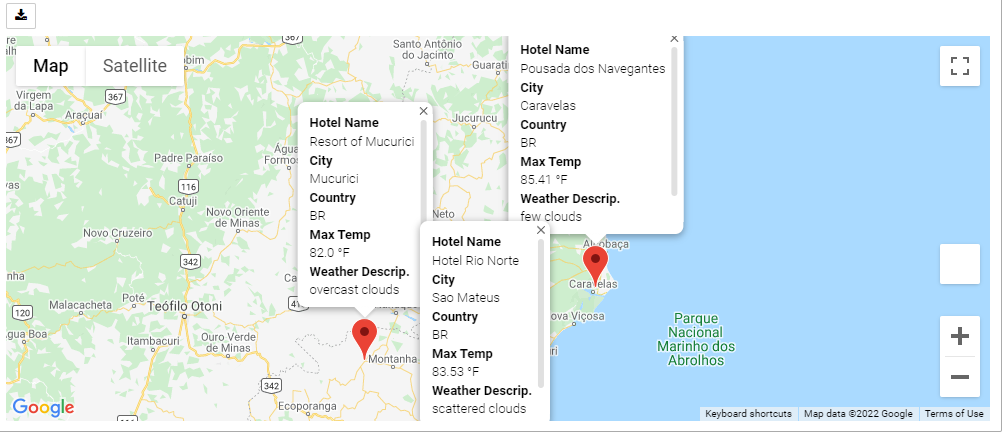 Map
Satellite
Santo Antônio
do Jacinto
Guarati
obim
Virgem
da Lapa
367
Araçuaí
367
Jucurucu
Padre Paraíso
116
Catuji
Novo Oriente
de Minas
Novo Cruzeiro
342
Malacacheta
Poté
Teófilo Otoni
120
Itambacuri
Ouro Verde
de Minas
Água Boa
342
Ecoporanga
Montanha
Neto
Alcobaça
Caravelas
Nova Viçosa
Parque
Nacional
Marinho dos
Abrolhos
Hotel Name
Resort of Mucurici
City
Mucurici
Country
BR
Max Temp
82.0 °F
Weather Descrip.
overcast clouds
Hotel Name
Pousada dos Navegantes
City
Caravelas
Country
BR
Max Temp
85.41 °F
Weather Descrip.
few clouds
Hotel Name
Hotel Rio Norte
City
Sao Mateus
Country
BR
Max Temp
83.53 °F
Weather Descrip.
scattered clouds
Google
Keyboard shortcuts
Map data ©2022 Google
Terms of Use